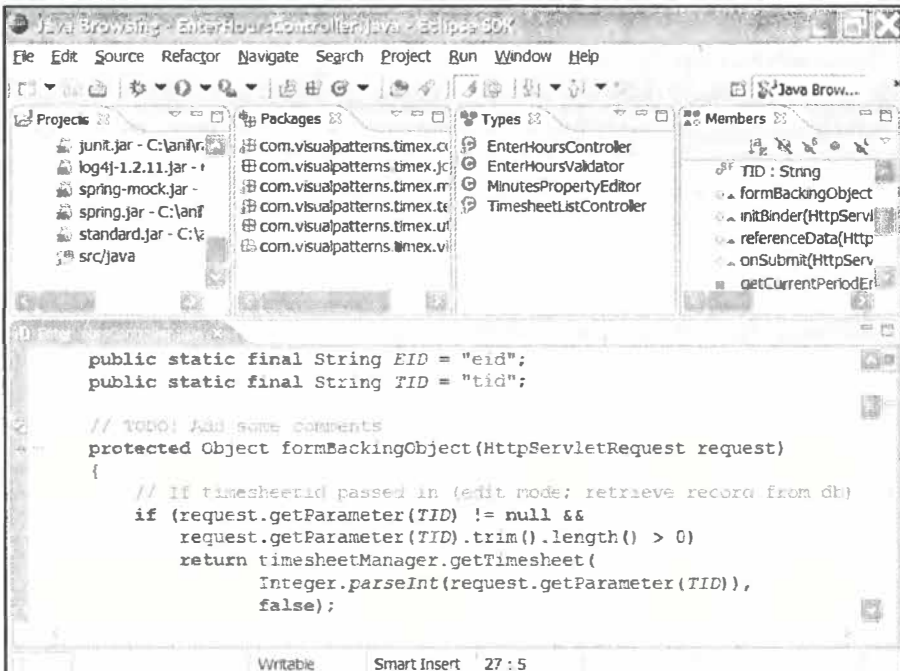 Java Browsing - EnterHoursController.java - Eclipse SDK
File Edit Source Refactor Navigate Search Project Run Window Help
Java Brow...
Projects
junit.jar - C:\anil\r
log4j-1.2.11.jar -
spring-mock.jar -
spring.jar - C:\anil
standard.jar - C:\a
src/java
Packages
com.visualpatterns.timex.co
com.visualpatterns.timex.jo
com.visualpatterns.timex.m
com.visualpatterns.timex.te
com.visualpatterns.timex.ut
com.visualpatterns.timex.vi
Types
EnterHoursController
EnterHoursValidator
MinutesPropertyEditor
TimesheetListController
Members
TID : String
formBackingObject
initBinder(HttpServl
referenceData(Http
onSubmit(HttpServ
getCurrentPeriodEn
public static final String EID = "eid";
public static final String TID = "tid";
// TODO: Add some comments
protected Object formBackingObject(HttpServletRequest request)
{
// If timesheetid passed in (edit mode; retrieve record from db)
if (request.getParameter(TID) != null &&
request.getParameter(TID).trim().length() > 0)
return timesheetManager.getTimesheet(
Integer.parseInt(request.getParameter(TID)),
false);
Writable Smart Insert 27 : 5